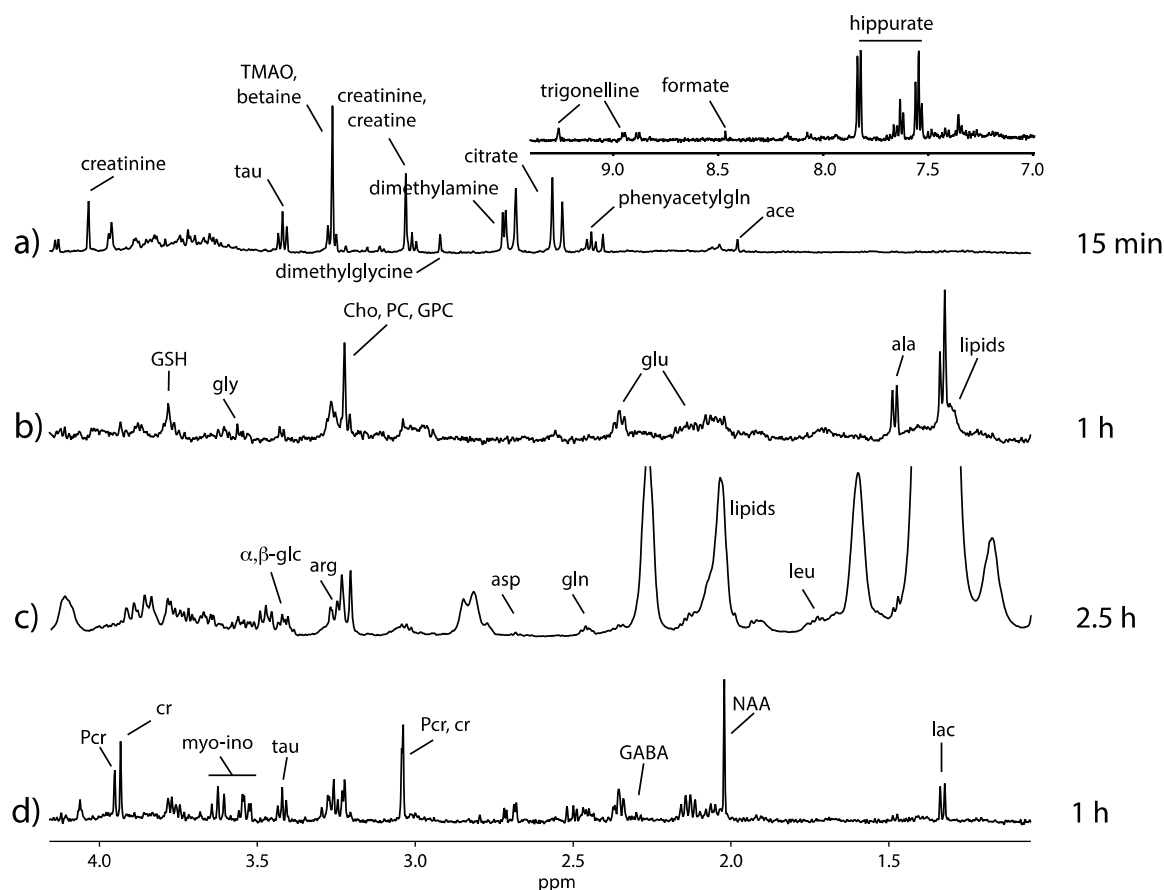 hippurate
TMAO,
betaine
creatinine,
creatine
trigonelline
formate
citrate
9.0 8.5 8.0 7.5 7.0
creatinine
tau
dimethylamine
phenyacetylgln
ace
a)
15 min
dimethylglycine
Cho, PC, GPC
GSH
gly
glu
ala
lipids
b)
1 h
lipids
α,β-glc
arg
asp
gln
leu
c)
2.5 h
Pcr
cr
myo-ino
tau
Pcr, cr
GABA
NAA
lac
d)
1 h
4.0 3.5 3.0 2.5 2.0 1.5
ppm